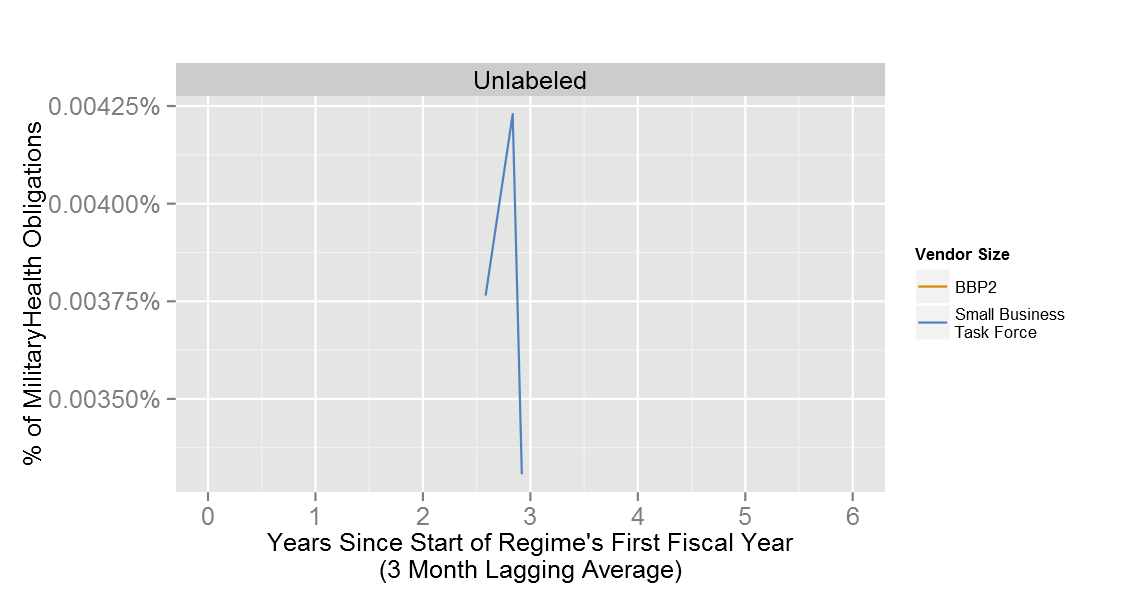 Unlabeled
% of MilitaryHealth Obligations
0.00425%
0.00400%
0.00375%
0.00350%
0 1 2 3 4 5 6
Years Since Start of Regime's First Fiscal Year
(3 Month Lagging Average)
Vendor Size
BBP2
Small Business
Task Force